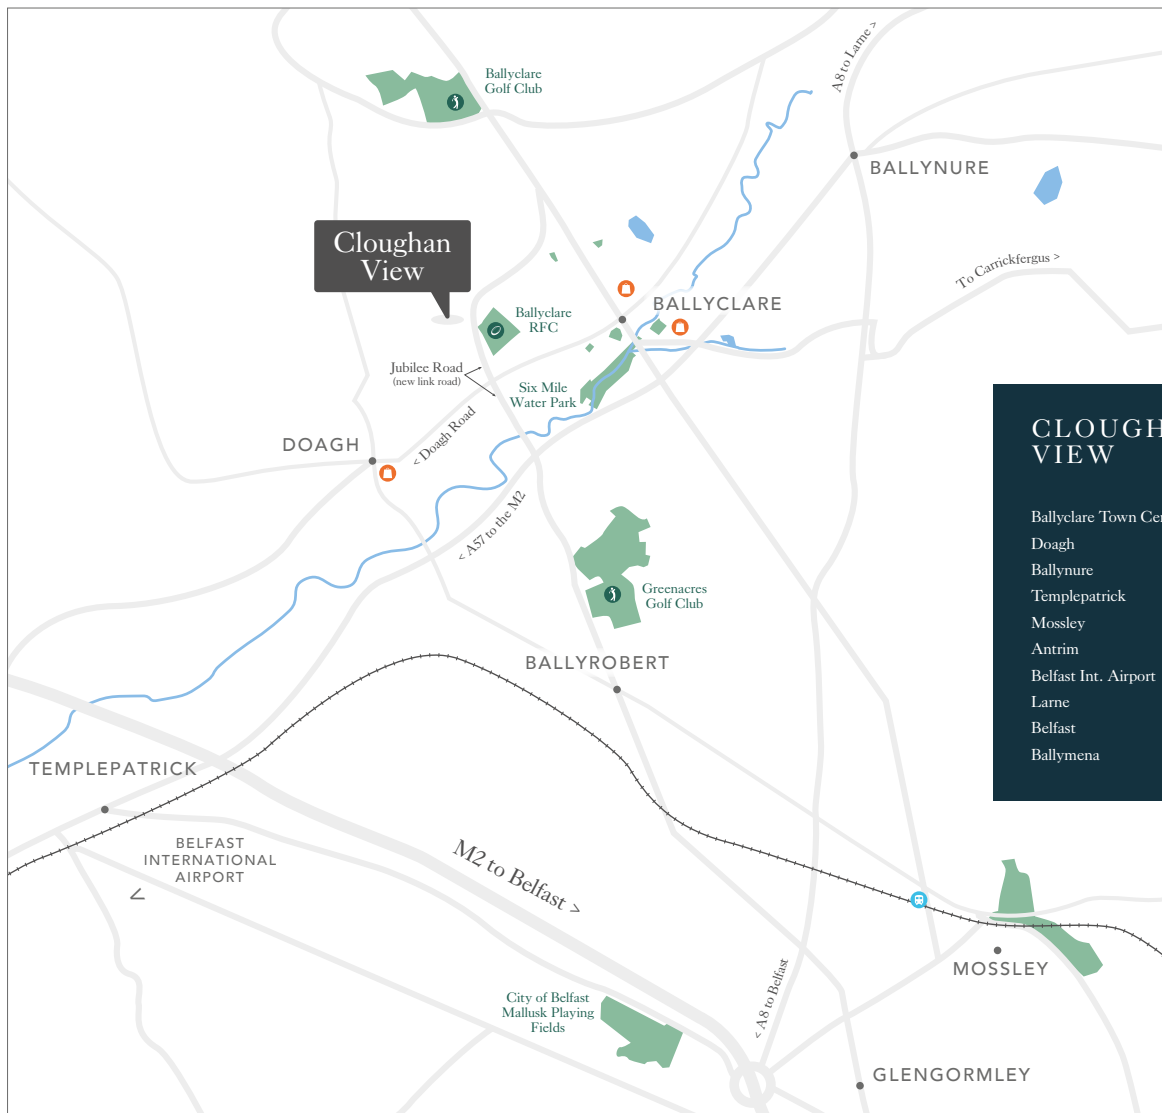 Ballyclare
Golf Club
A8 to Larne >
BALLYNURE
Cloughan
View
To Carrickfergus >
BALLYCLARE
Ballyclare
RFC
Jubilee Road
(new link road)
Six Mile
Water Park
< Doagh Road
DOAGH
< A57 to the M2
Greenacres
Golf Club
BALLYROBERT
CLOUGH
VIEW
Ballyclare Town Cen
Doagh
Ballynure
Templepatrick
Mossley
Antrim
Belfast Int. Airport
Larne
Belfast
Ballymena
TEMPLEPATRICK
BELFAST
INTERNATIONAL
AIRPORT
<
M2 to Belfast >
MOSSLEY
< A8 to Belfast
City of Belfast
Mallusk Playing
Fields
GLENGORMLEY